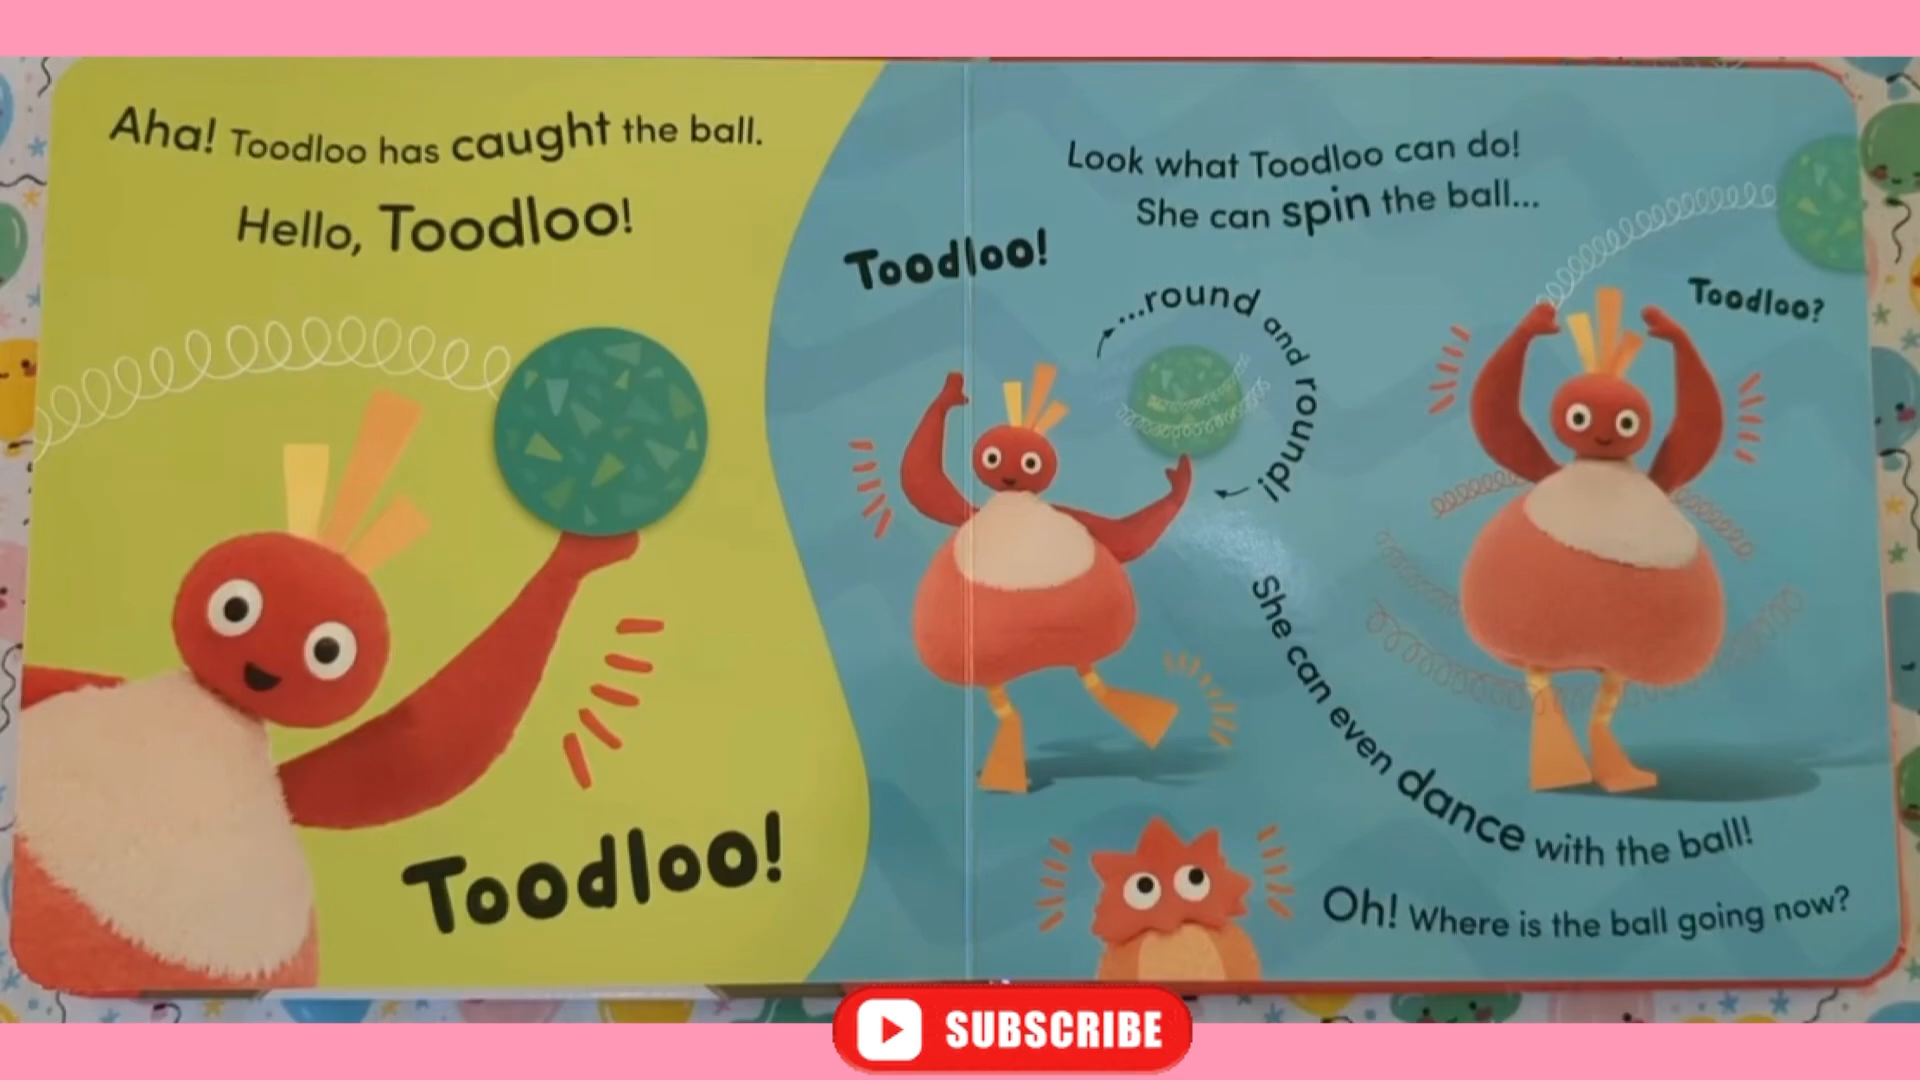 Aha! Toodloo has caught the ball.
Hello, Toodloo!
Toodloo!
Look what Toodloo can do!
She can spin the ball...
Toodloo!
...round and round!
Toodloo?
She can even dance with the ball!
Oh! Where is the ball going now?
SUBSCRIBE